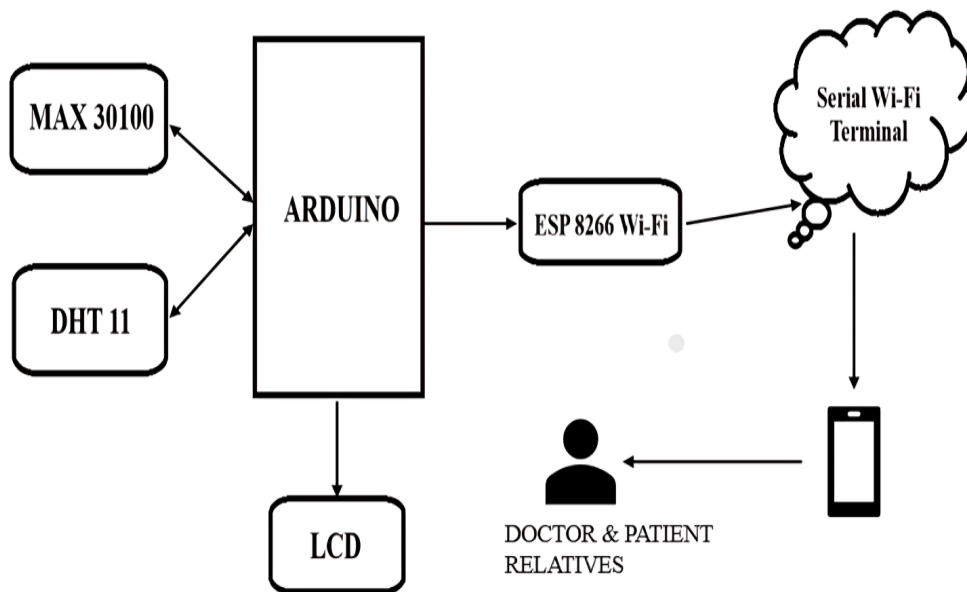 MAX 30100
DHT 11
ARDUINO
LCD
ESP 8266 Wi-Fi
Serial Wi-Fi
Terminal
DOCTOR & PATIENT
RELATIVES